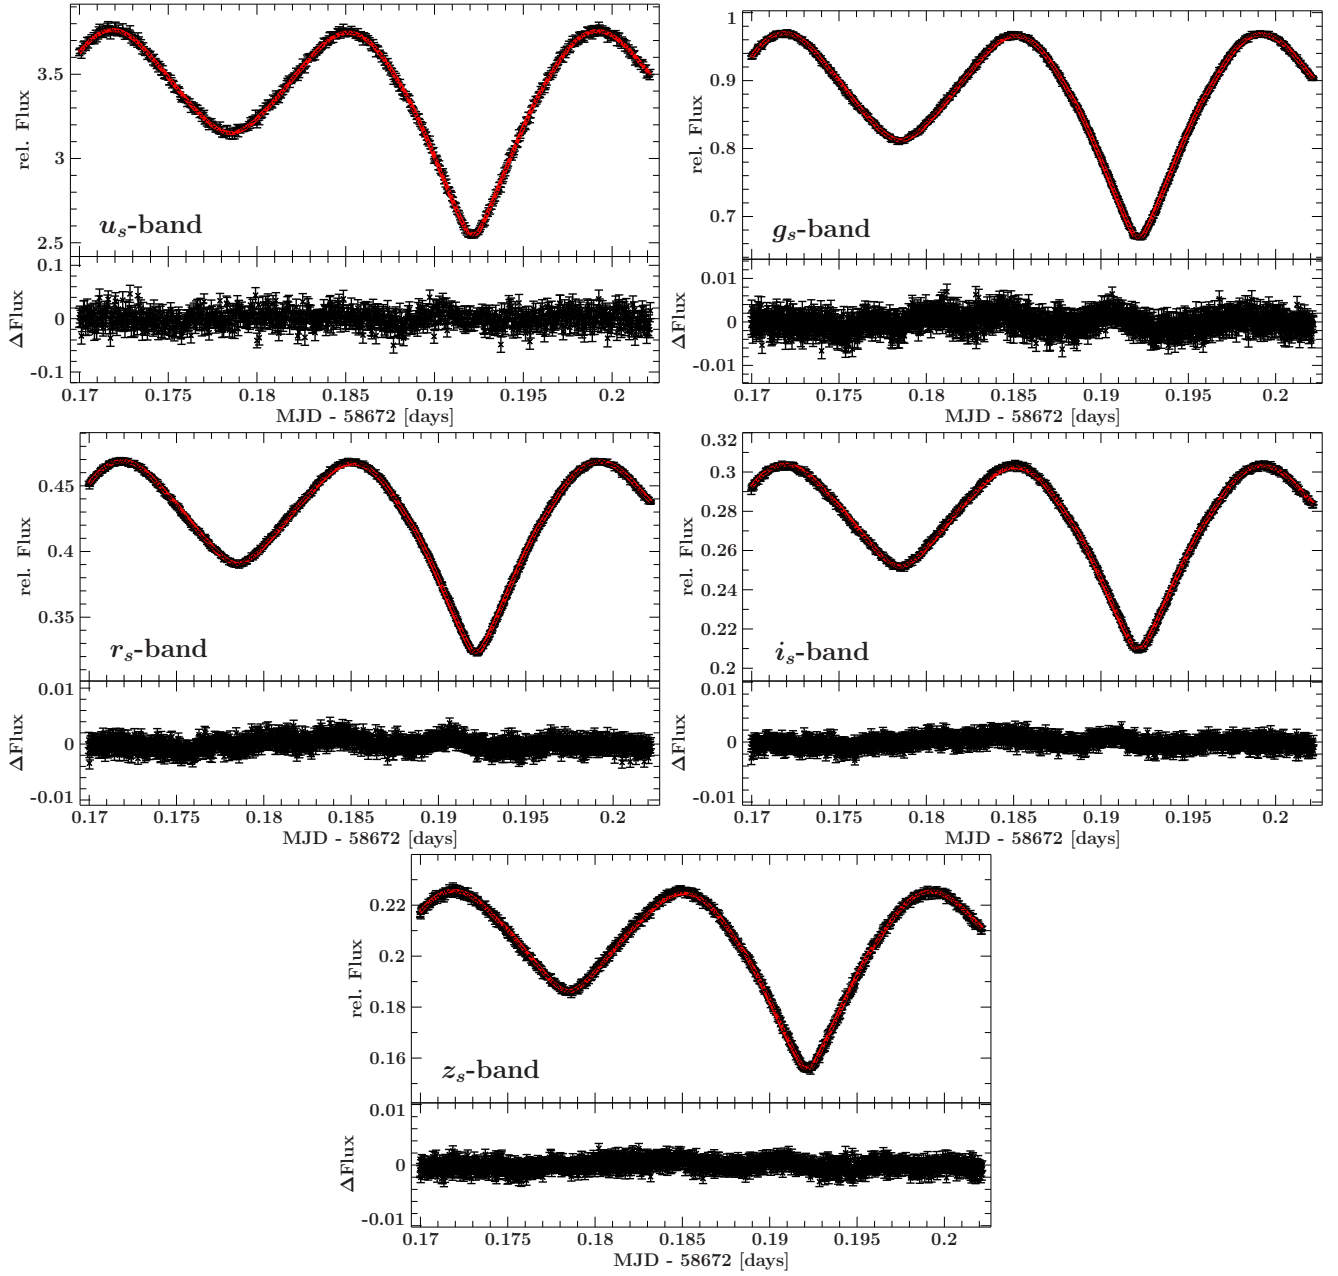 rel. Flux
3.5
3
2.5
u_s-band
ΔFlux
0.1
0
-0.1
0.17 0.175 0.18 0.185 0.19 0.195 0.2
MJD - 58672 [days]
rel. Flux
1
0.9
0.8
0.7
g_s-band
ΔFlux
0.01
0
-0.01
0.17 0.175 0.18 0.185 0.19 0.195 0.2
MJD - 58672 [days]
rel. Flux
0.45
0.4
0.35
r_s-band
ΔFlux
0.01
0
-0.01
0.17 0.175 0.18 0.185 0.19 0.195 0.2
MJD - 58672 [days]
rel. Flux
0.32
0.3
0.28
0.26
0.24
0.22
0.2
i_s-band
ΔFlux
0.01
0
-0.01
0.17 0.175 0.18 0.185 0.19 0.195 0.2
MJD - 58672 [days]
rel. Flux
0.22
0.2
0.18
0.16
z_s-band
ΔFlux
0.01
0
-0.01
0.17 0.175 0.18 0.185 0.19 0.195 0.2
MJD - 58672 [days]